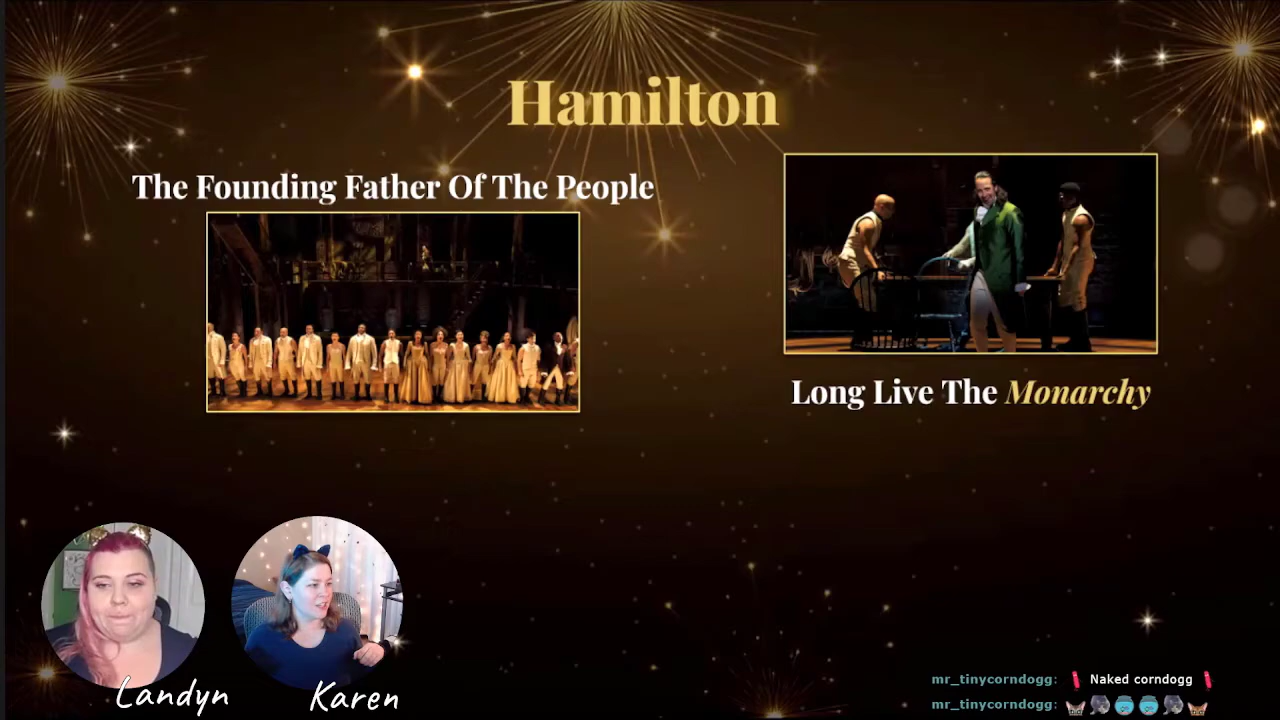 Hamilton
The Founding Father Of The People
Long Live The Monarchy
Landyn
Karen
mr_tinycorndogg: Naked corndogg
mr_tinycorndogg: